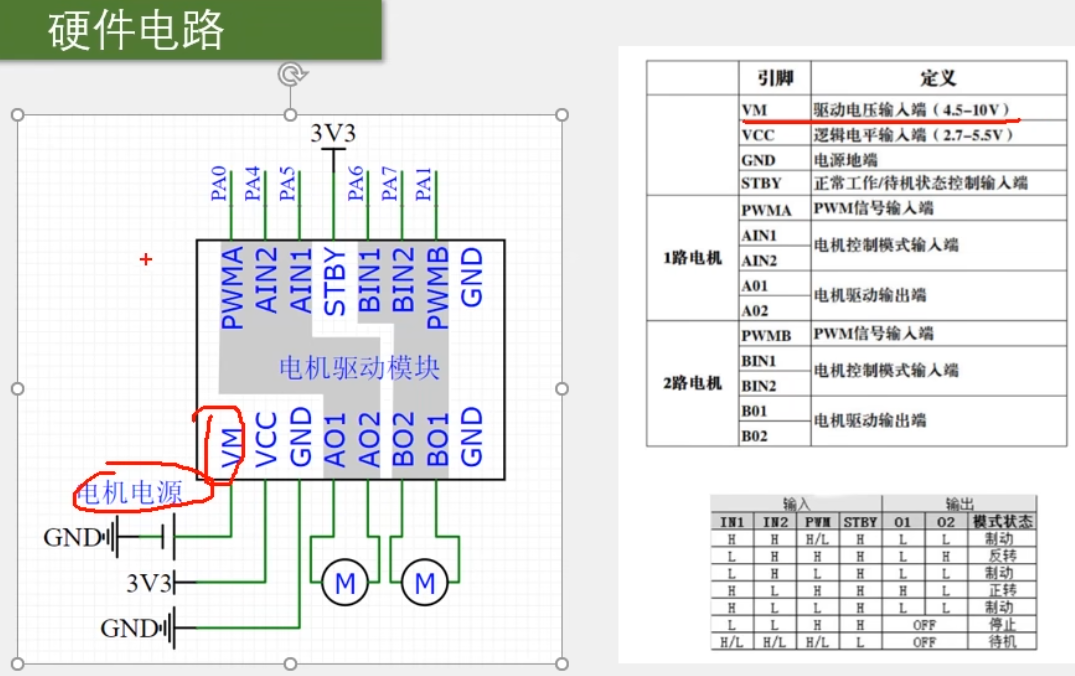 硬件电路
3V3
PA0 PA4 PA5 PA6 PA7 PA1
PWMA AIN2 AIN1 STBY BIN1 BIN2 PWMB GND
电机驱动模块
VM VCC GND AO1 AO2 BO2 BO1 GND
电机电源
GND
3V3
GND
M M
引脚 定义
VM 驱动电压输入端（4.5-10V）
VCC 逻辑电平输入端（2.7-5.5V）
GND 电源地端
STBY 正常工作/待机状态控制输入端
1路电机
PWMA PWM信号输入端
AIN1
AIN2
电机控制模式输入端
A01
A02
电机驱动输出端
2路电机
PWMB PWM信号输入端
BIN1
BIN2
电机控制模式输入端
B01
B02
电机驱动输出端
输入 输出
IN1 IN2 PWM STBY O1 O2 模式状态
H H H/L H L L 制动
L H H H L H 反转
L H L H L L 制动
H L H H H L 正转
H L L H L L 制动
L L H H OFF 停止
H/L H/L H/L L OFF 待机